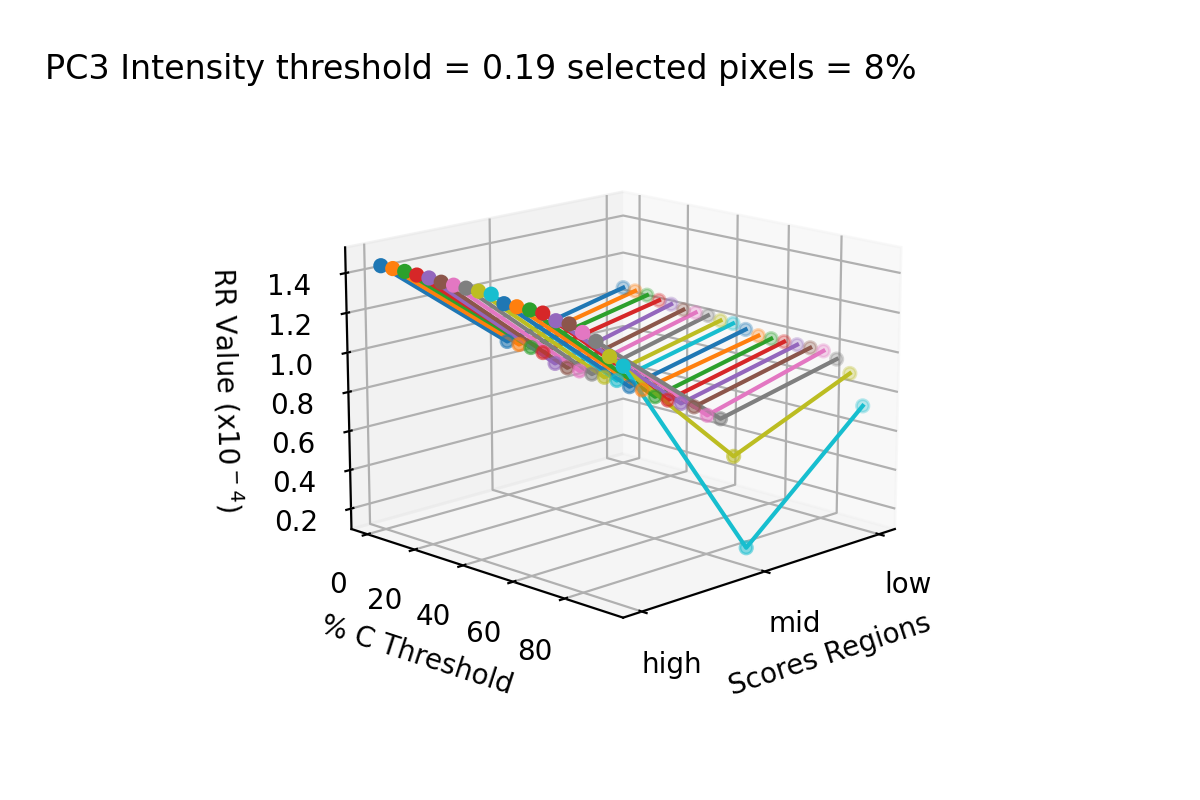 PC3 Intensity threshold = 0.19 selected pixels = 8%
RR Value (x10⁻⁴)
1.4
1.2
1.0
0.8
0.6
0.4
0.2
0
20
40
60
80
% C Threshold
high
mid
low
Scores Regions